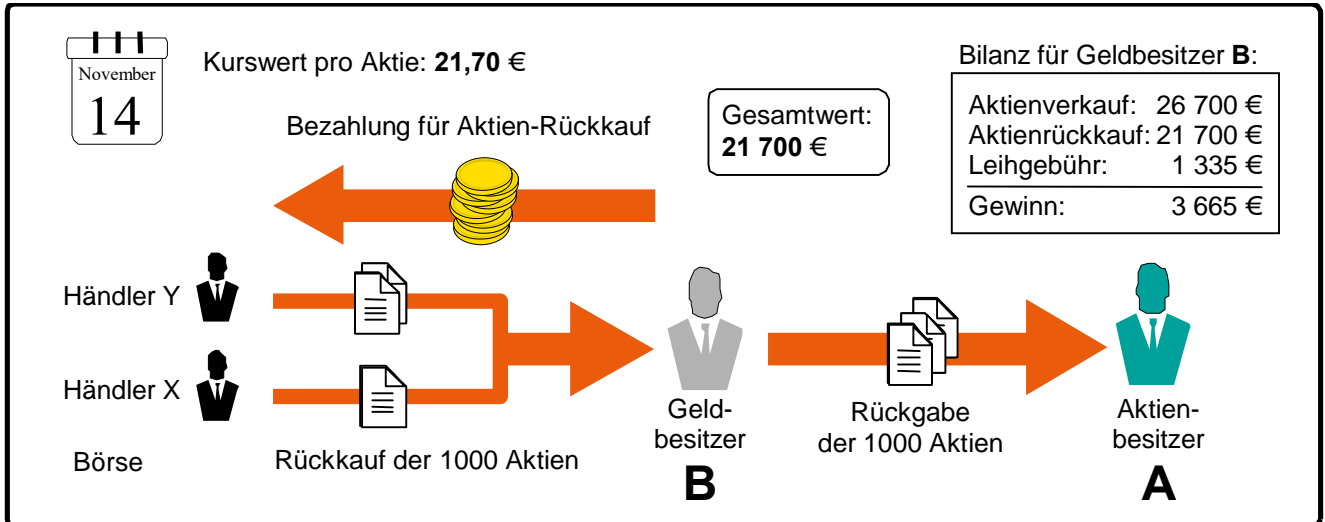 November
14
Kurswert pro Aktie: 21,70 €
Bezahlung für Aktien-Rückkauf
Gesamtwert:
21 700 €
Bilanz für Geldbesitzer B:
Aktienverkauf: 26 700 €
Aktienrückkauf: 21 700 €
Leihgebühr: 1 335 €
Gewinn: 3 665 €
Händler Y
Händler X
Börse
Rückkauf der 1000 Aktien
Geld-
besitzer
B
Rückgabe
der 1000 Aktien
Aktien-
besitzer
A